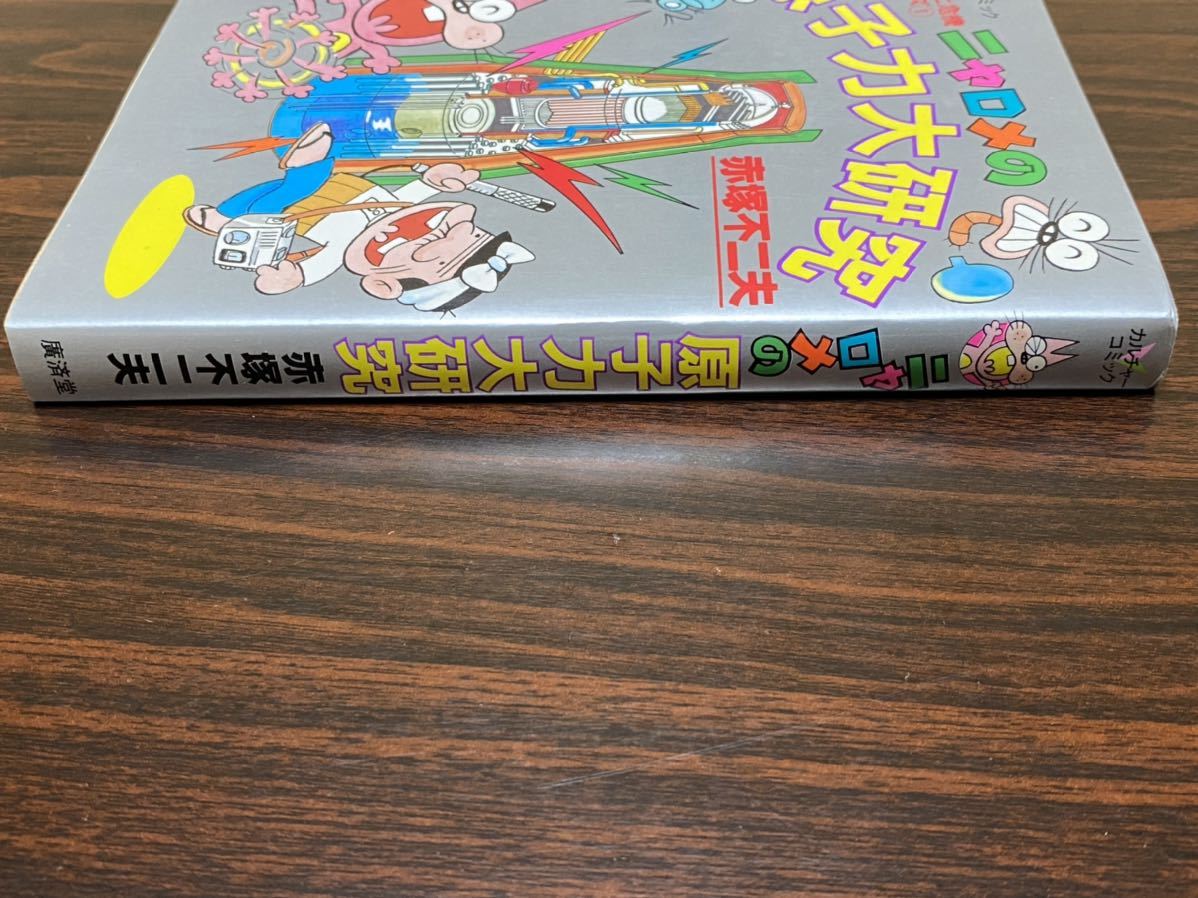 ニャロメの
原子力大研究
赤塚不二夫
カルチャー
コミック
ニャロメの
原子力大研究
赤塚不二夫
廣済堂